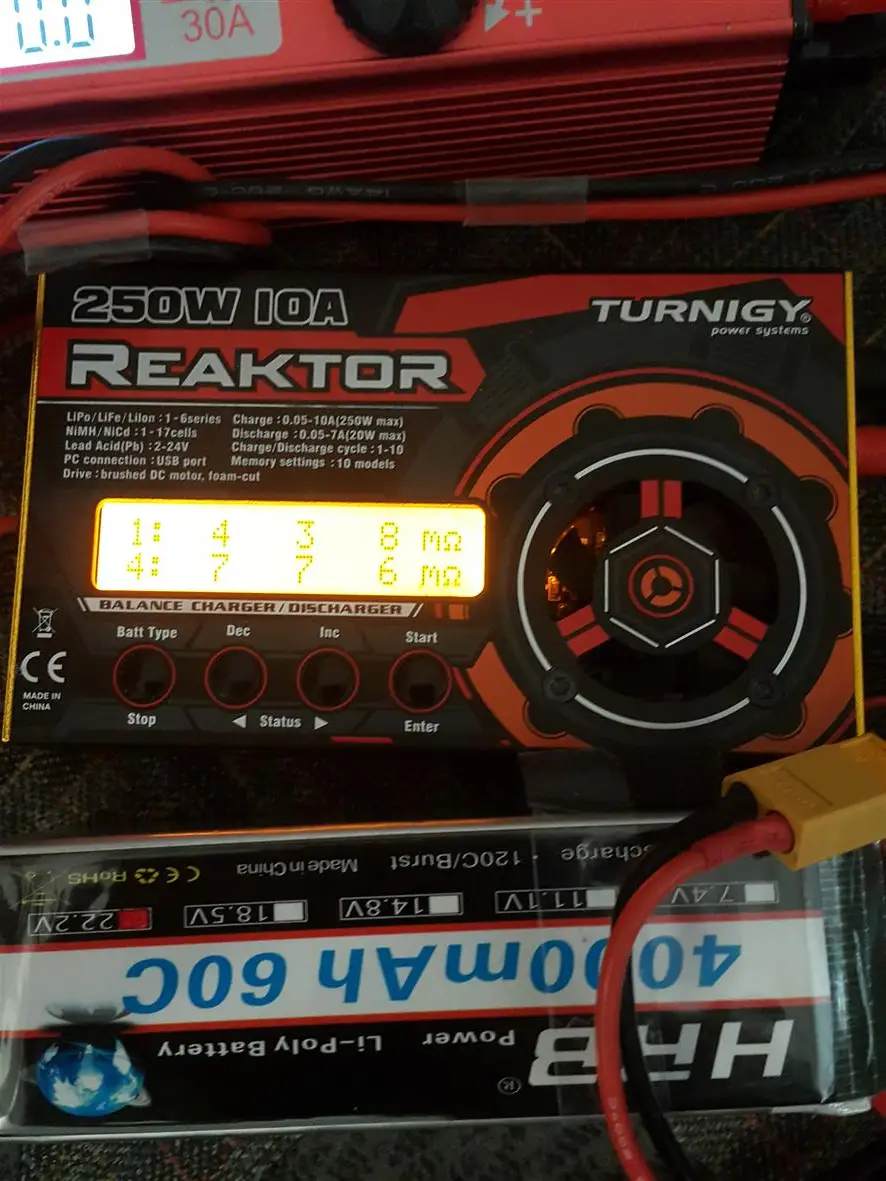 0.0
30A
+
250W 10A
TURNIGY®
power systems
REAKTOR
LiPo/LiFe/LiIon : 1-6series Charge : 0.05-10A(250W max)
NiMH/NiCd : 1-17cells Discharge : 0.05-7A(20W max)
Lead Acid(Pb) : 2-24V Charge/Discharge cycle : 1-10
PC connection : USB port Memory settings : 10 models
Drive : brushed DC motor, foam-cut
1: 4 3 8 mΩ
4: 7 7 6 mΩ
BALANCE CHARGER/DISCHARGER
Batt Type Dec Inc Start
CE
MADE IN
CHINA
Stop ◀ Status ▶ Enter
HRB®
Power Li-Poly Battery
4000mAh 60C
7.4V 11.1V 14.8V 18.5V 22.2V
120C/Burst Made in China CE RoHS